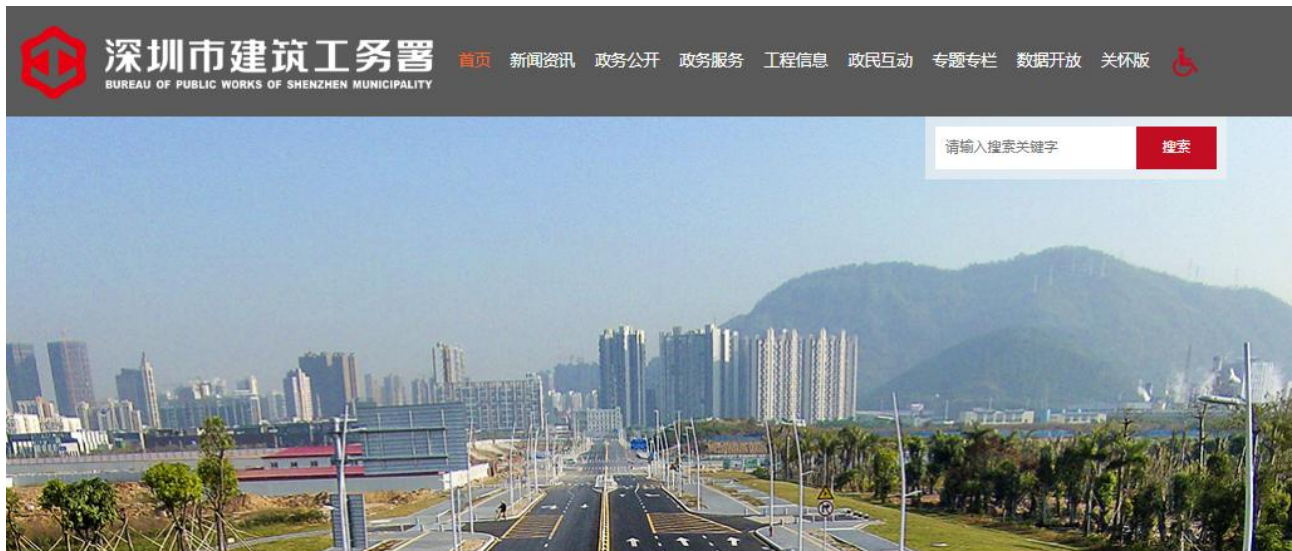 深圳市建筑工务署
BUREAU OF PUBLIC WORKS OF SHENZHEN MUNICIPALITY
首页 新闻资讯 政务公开 政务服务 工程信息 政民互动 专题专栏 数据开放 关怀版
请输入搜索关键字 搜索